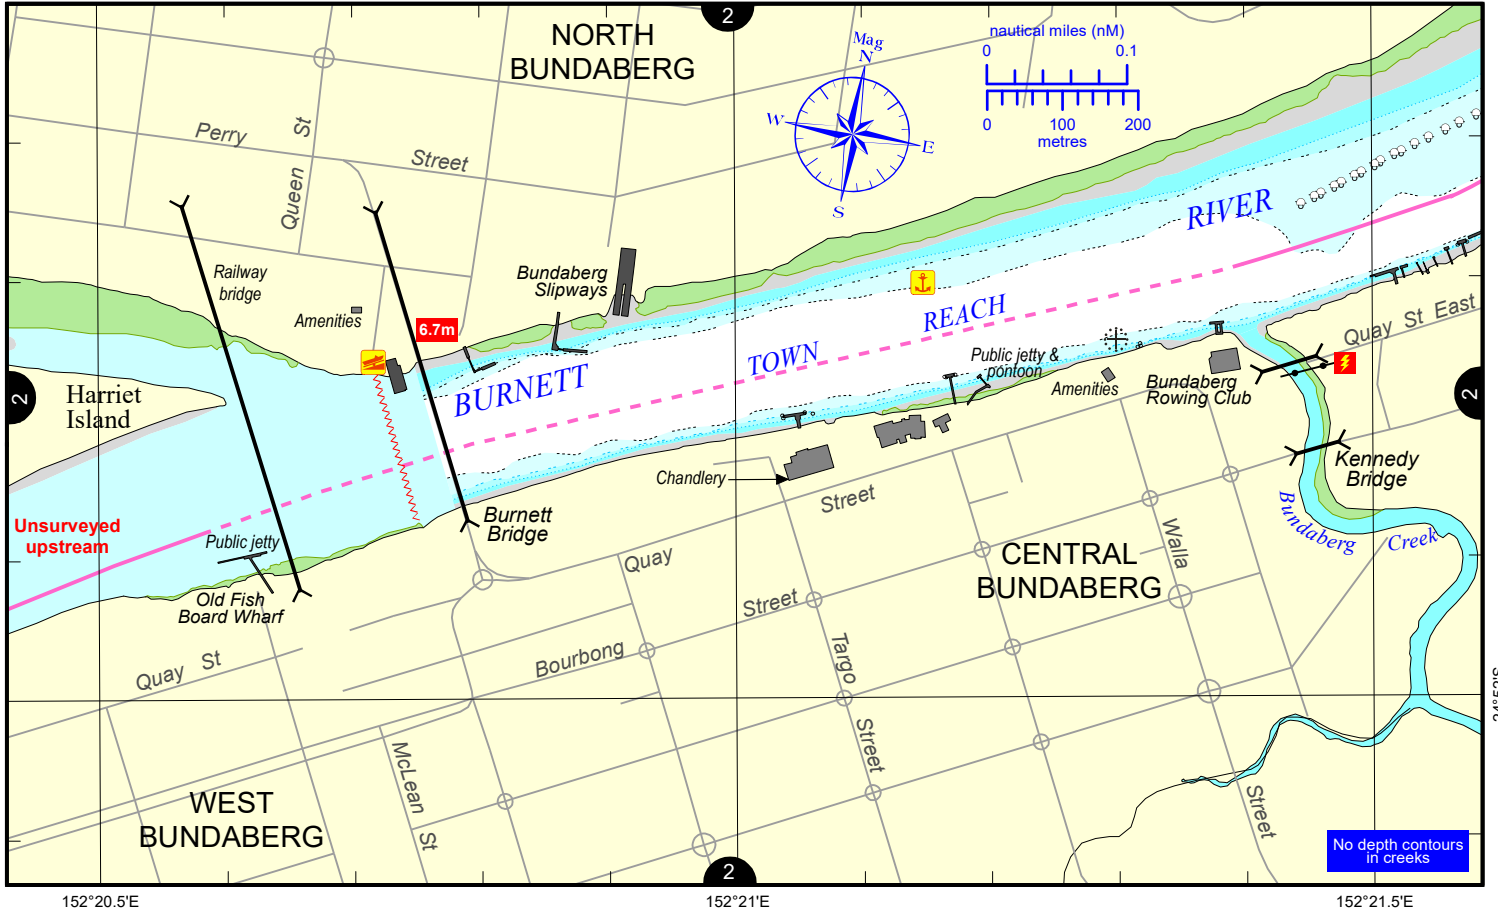 2
NORTH
BUNDABERG
nautical miles (nM)
0 0.1
0 100 200
metres
Mag
N
W
E
S
Perry Street
Queen St
RIVER
Railway
bridge
Bundaberg
Slipways
Amenities
6.7m
REACH
TOWN
BURNETT
Quay St East
Public jetty &
pontoon
Amenities
Bundaberg
Rowing Club
Harriet
Island
2
2
Kennedy
Bridge
Chandlery
Street
Unsurveyed
upstream
Public jetty
Burnett
Bridge
Bundaberg Creek
Walla
Quay
CENTRAL
BUNDABERG
Old Fish
Board Wharf
Street
Bourbong
Targo
Quay St
24°52'S
Street
McLean St
Street
WEST
BUNDABERG
No depth contours
in creeks
2
152°20.5'E
152°21'E
152°21.5'E